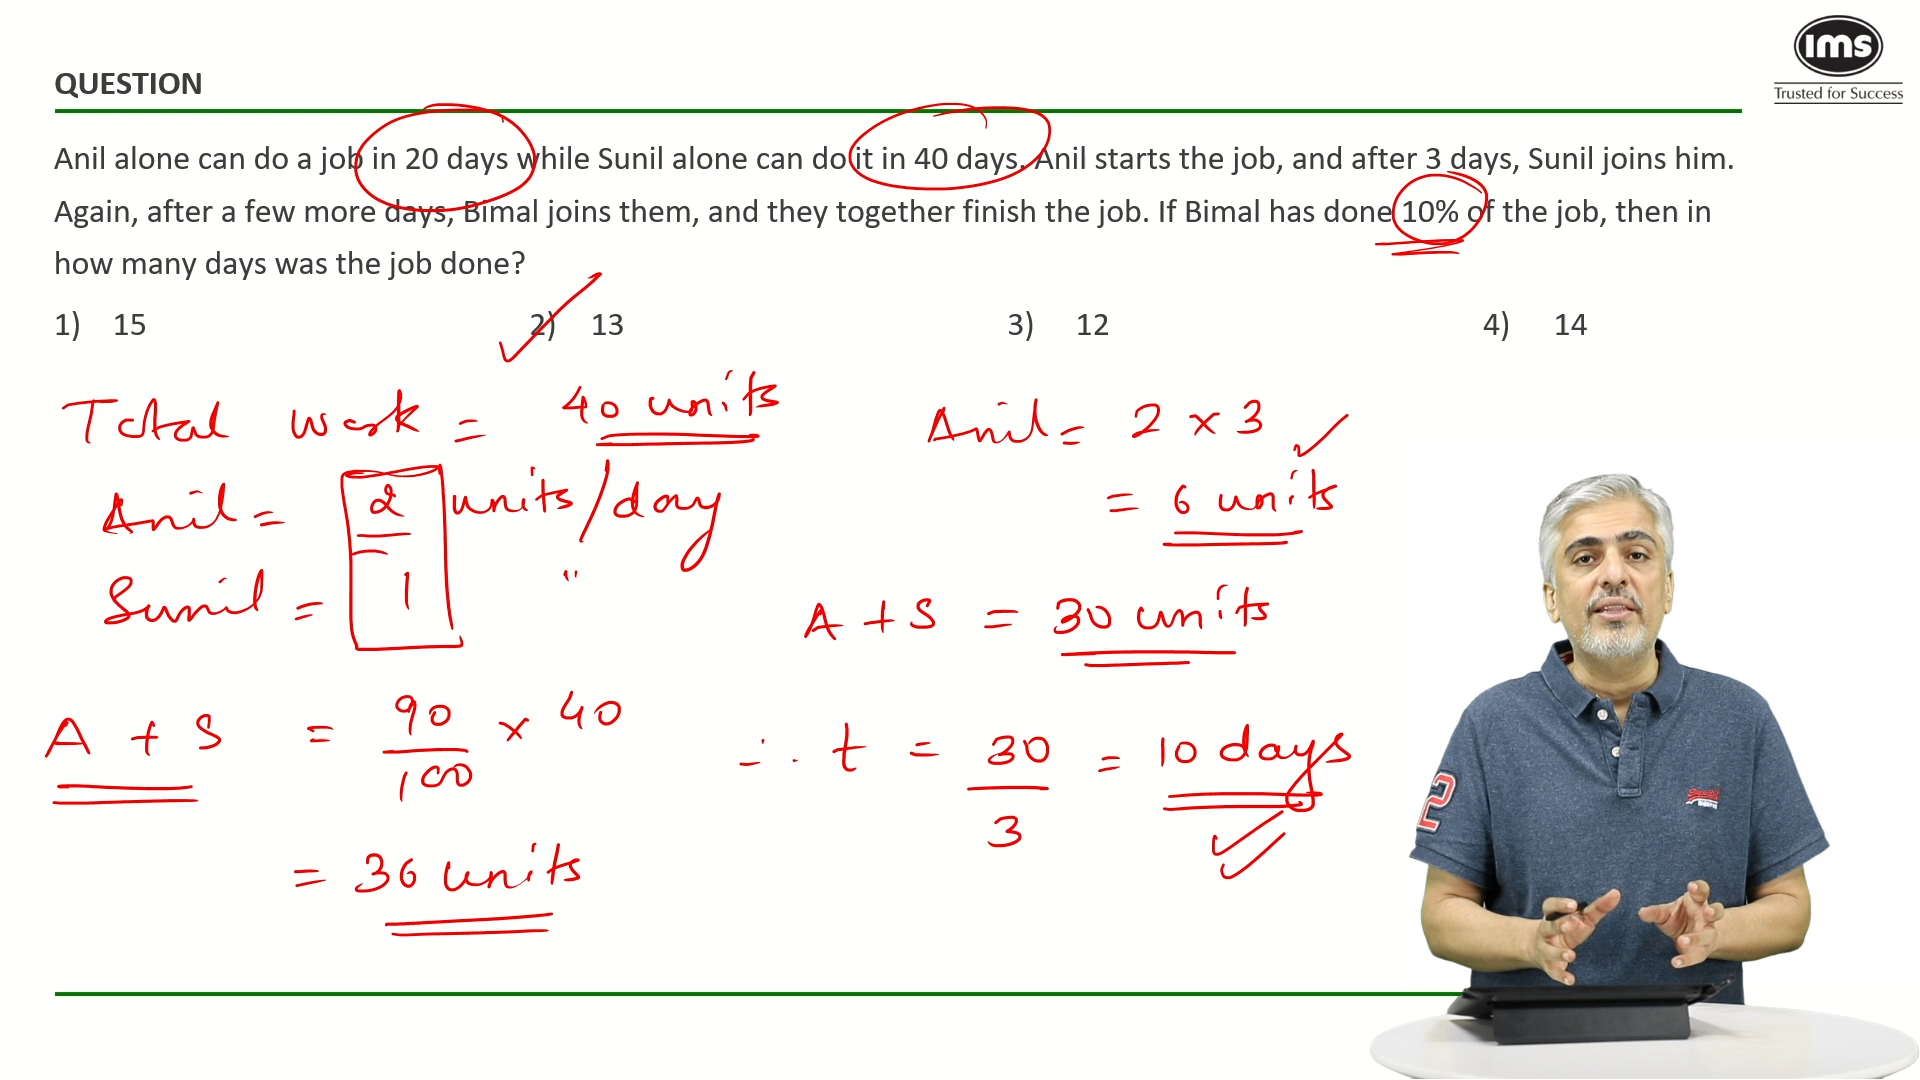 ims
Trusted for Success
QUESTION
Anil alone can do a job in 20 days while Sunil alone can do it in 40 days. Anil starts the job, and after 3 days, Sunil joins him.
Again, after a few more days, Bimal joins them, and they together finish the job. If Bimal has done 10% of the job, then in
how many days was the job done?
1) 15 2) 13 3) 12 4) 14
Total work = 40 units
Anil = 2 units/day
Sunil = 1 "
A + S = 90/100 × 40
= 36 units
Anil = 2 × 3
= 6 units
A + S = 30 units
∴ t = 30/3 = 10 days
2